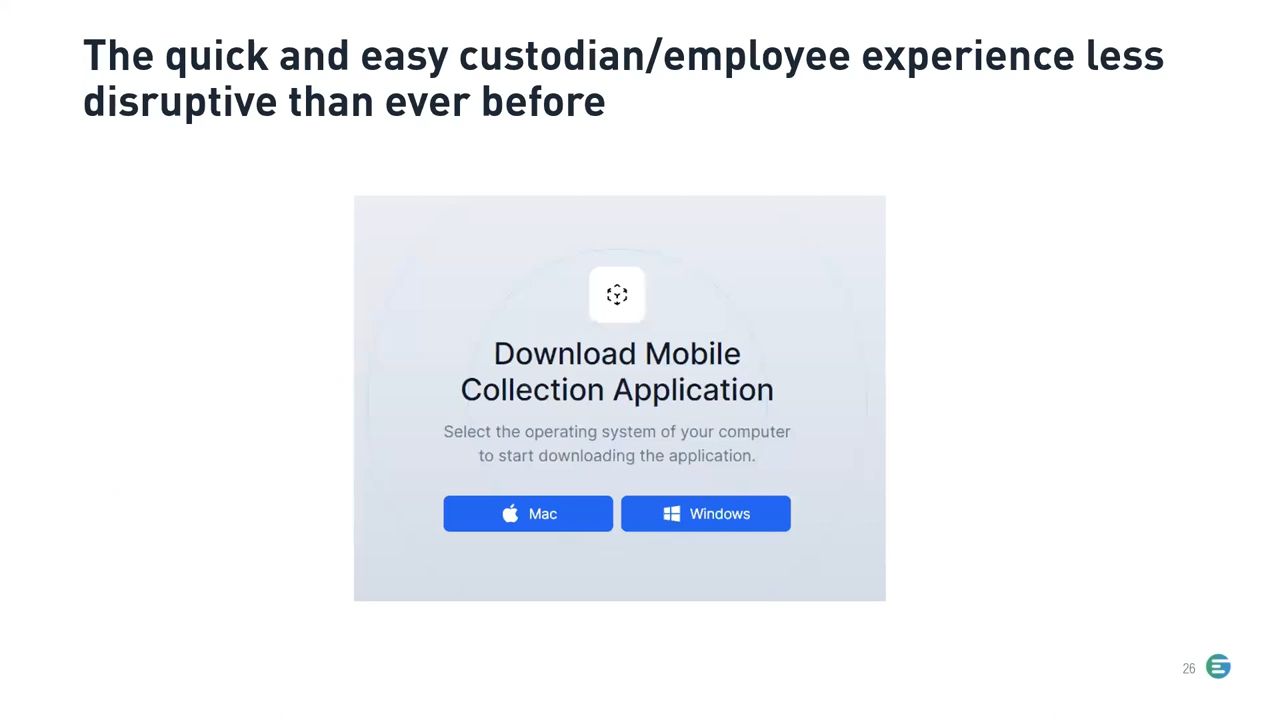 The quick and easy custodian/employee experience less
disruptive than ever before
Download Mobile
Collection Application
Select the operating system of your computer
to start downloading the application.
Mac
Windows
26